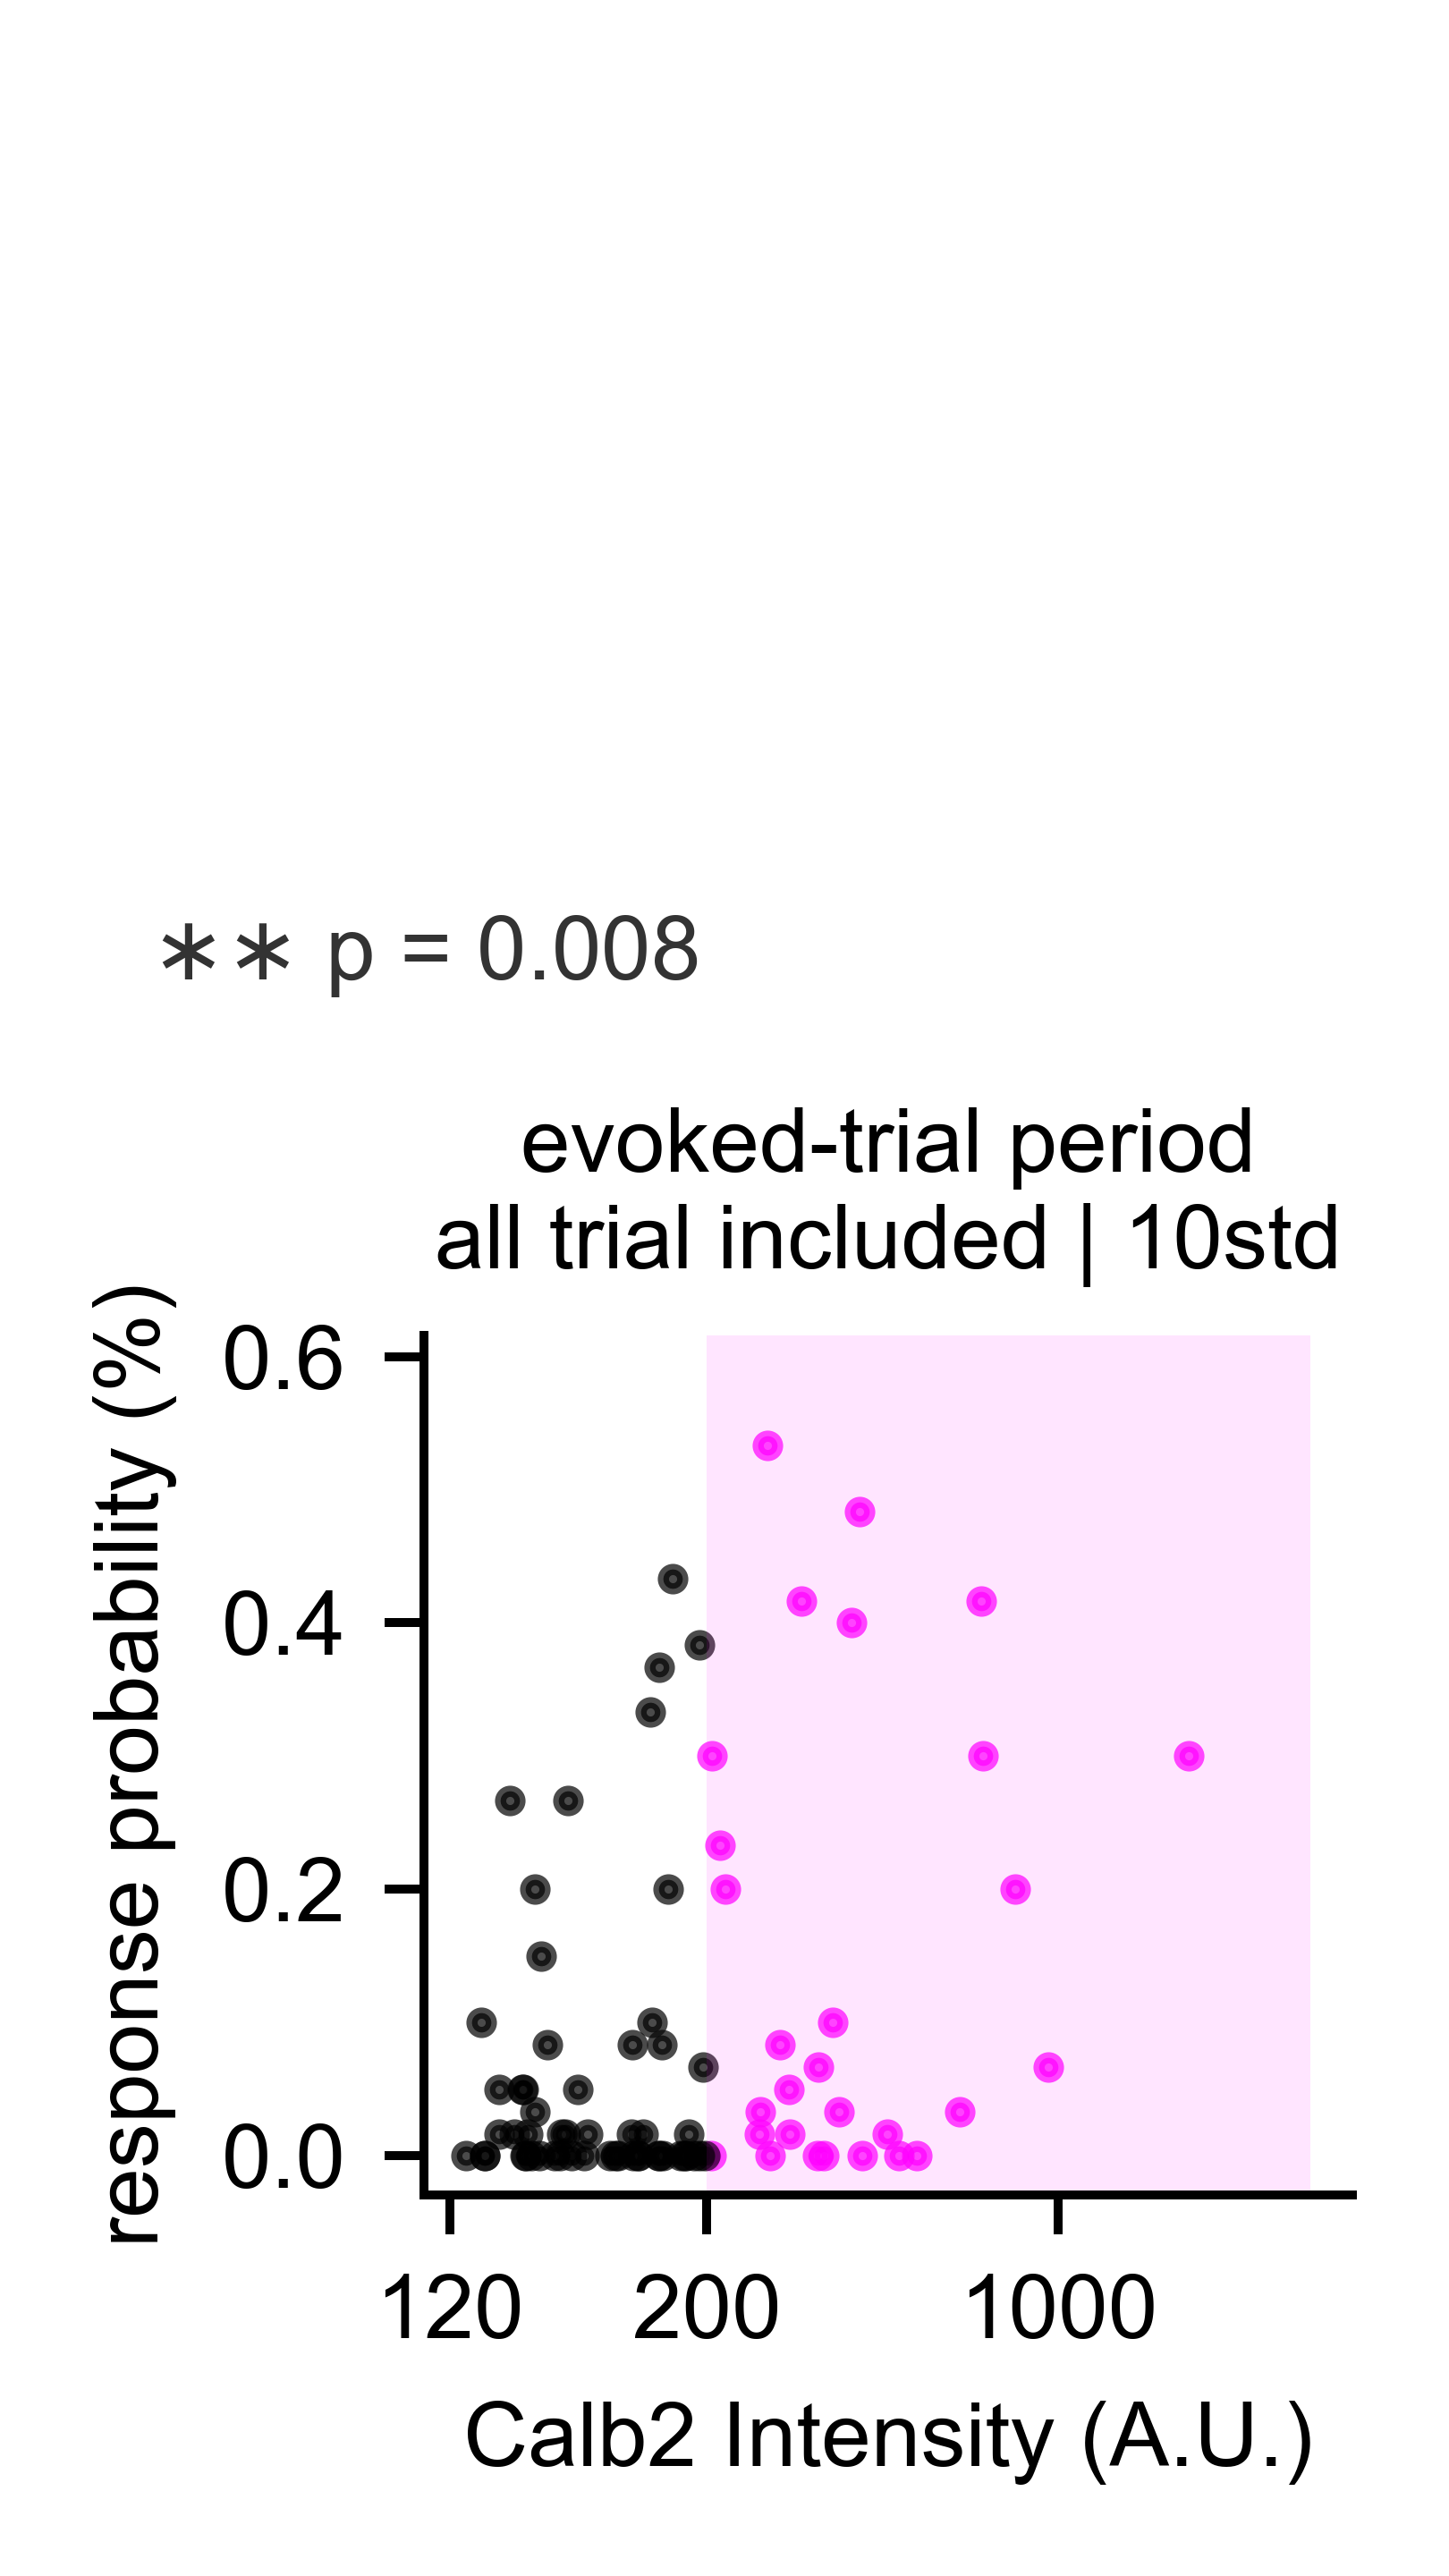 ∗∗ p = 0.008
evoked-trial period
all trial included | 10std
response probability (%)
0.6
0.4
0.2
0.0
120 200 1000
Calb2 Intensity (A.U.)